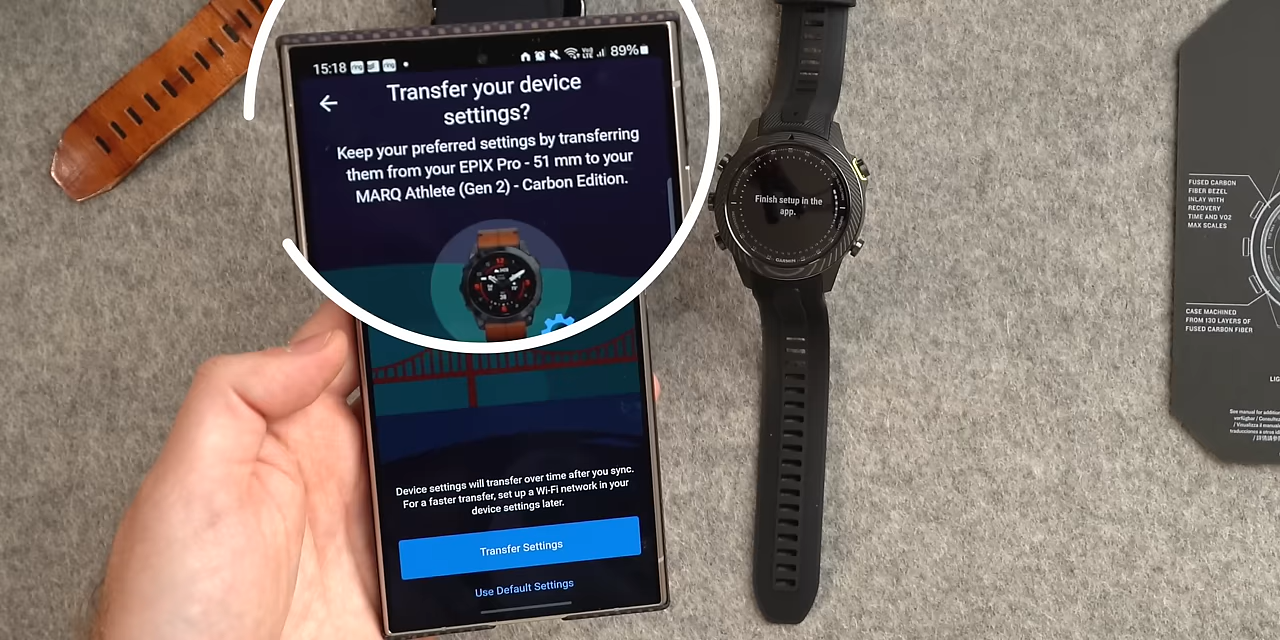 15:18
89%
Transfer your device
settings?
Keep your preferred settings by transferring
them from your EPIX Pro - 51 mm to your
MARQ Athlete (Gen 2) - Carbon Edition.
Device settings will transfer over time after you sync.
For a faster transfer, set up a Wi-Fi network in your
device settings later.
Transfer Settings
Use Default Settings
Finish setup in the
app.
GARMIN
FUSED CARBON
FIBER BEZEL
INLAY WITH
RECOVERY
TIME AND VO2
MAX SCALES
CASE MACHINED
FROM 130 LAYERS OF
FUSED CARBON FIBER